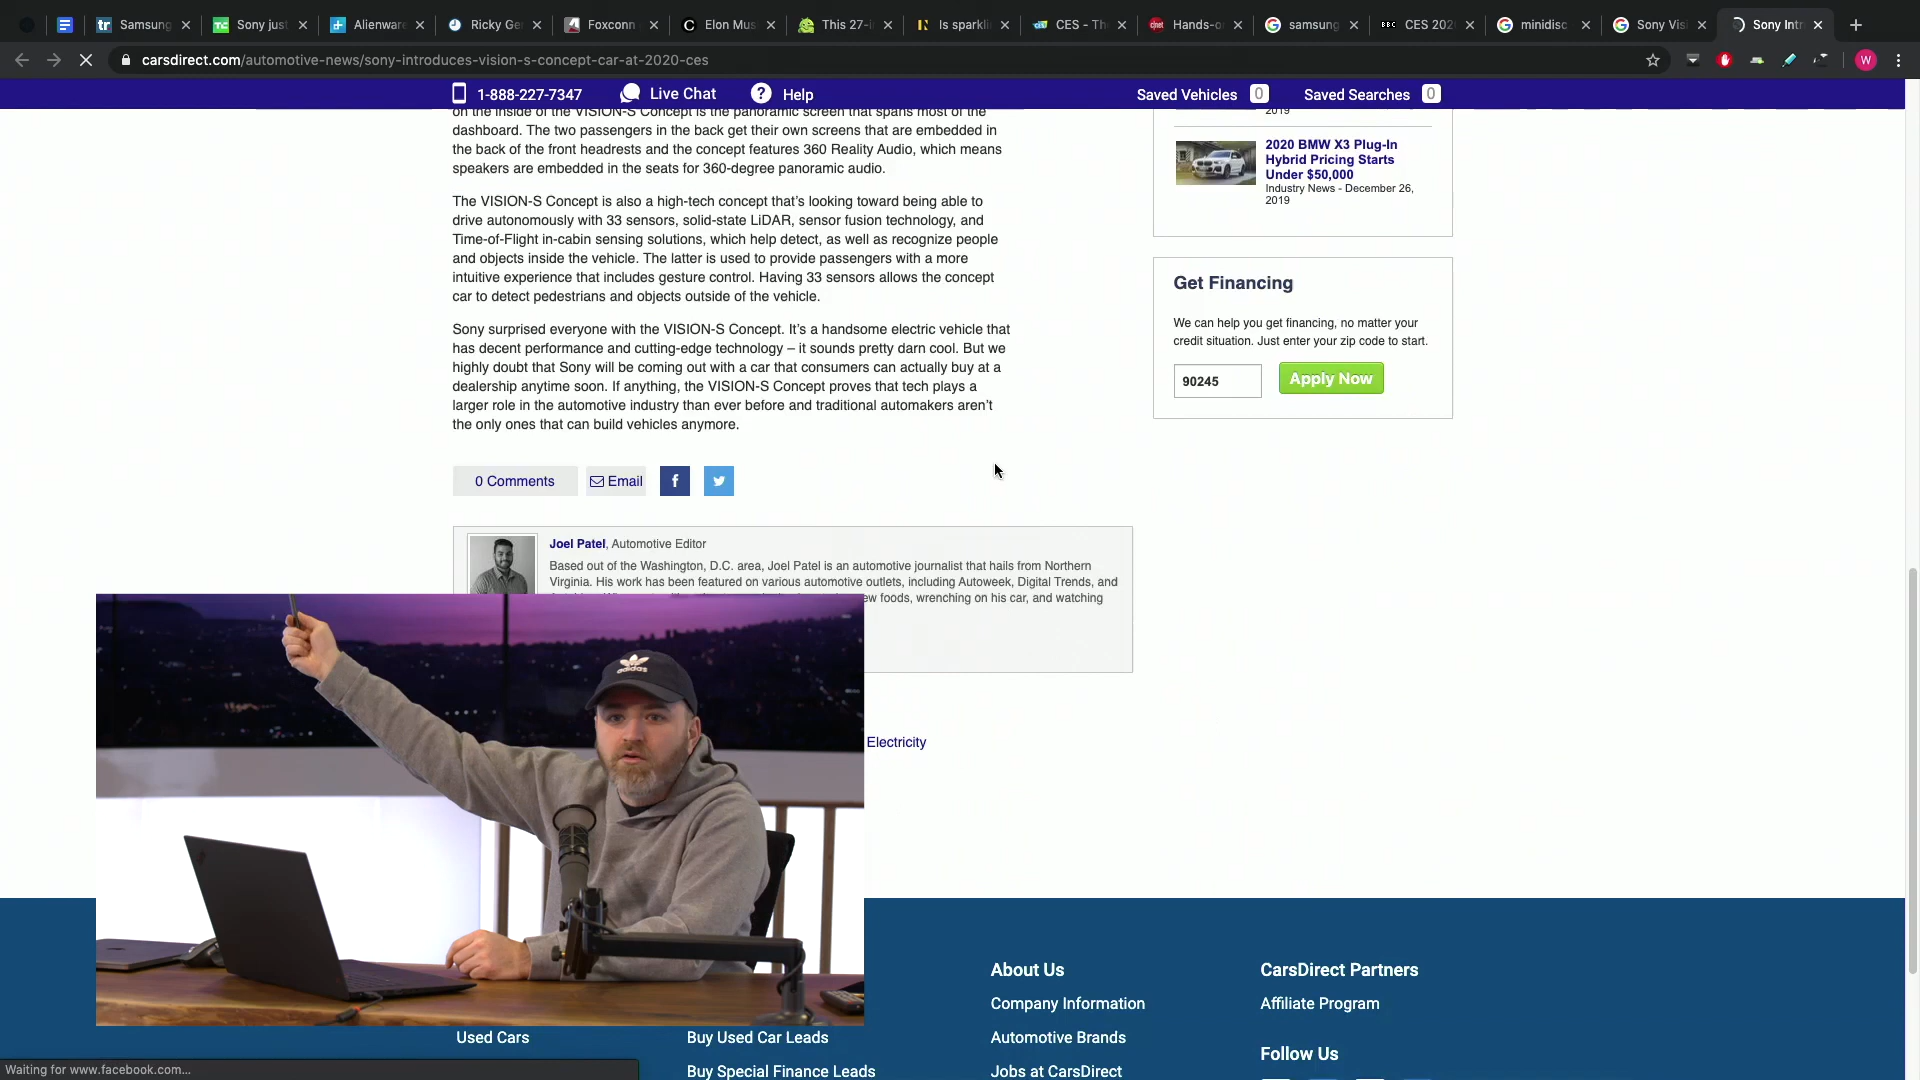 Samsung
Sony just
Alienware
Ricky Ge
Foxconn
Elon Mus
This 27-i
Is sparkli
CES - Th
Hands-o
samsung
CES 202
minidisc
Sony Visi
Sony Intr
carsdirect.com/automotive-news/sony-introduces-vision-s-concept-car-at-2020-ces
1-888-227-7347 Live Chat Help Saved Vehicles 0 Saved Searches 0
on the inside of the VISION-S Concept is the panoramic screen that spans most of the
dashboard. The two passengers in the back get their own screens that are embedded in
the back of the front headrests and the concept features 360 Reality Audio, which means
speakers are embedded in the seats for 360-degree panoramic audio.
The VISION-S Concept is also a high-tech concept that's looking toward being able to
drive autonomously with 33 sensors, solid-state LiDAR, sensor fusion technology, and
Time-of-Flight in-cabin sensing solutions, which help detect, as well as recognize people
and objects inside the vehicle. The latter is used to provide passengers with a more
intuitive experience that includes gesture control. Having 33 sensors allows the concept
car to detect pedestrians and objects outside of the vehicle.
Sony surprised everyone with the VISION-S Concept. It's a handsome electric vehicle that
has decent performance and cutting-edge technology – it sounds pretty darn cool. But we
highly doubt that Sony will be coming out with a car that consumers can actually buy at a
dealership anytime soon. If anything, the VISION-S Concept proves that tech plays a
larger role in the automotive industry than ever before and traditional automakers aren't
the only ones that can build vehicles anymore.
0 Comments Email
Joel Patel, Automotive Editor
Based out of the Washington, D.C. area, Joel Patel is an automotive journalist that hails from Northern
Virginia. His work has been featured on various automotive outlets, including Autoweek, Digital Trends, and
ew foods, wrenching on his car, and watching
Electricity
2019
2020 BMW X3 Plug-In
Hybrid Pricing Starts
Under $50,000
Industry News - December 26,
2019
Get Financing
We can help you get financing, no matter your
credit situation. Just enter your zip code to start.
90245 Apply Now
adidas
Used Cars
Buy Used Car Leads
Buy Special Finance Leads
About Us
Company Information
Automotive Brands
Jobs at CarsDirect
CarsDirect Partners
Affiliate Program
Follow Us
Waiting for www.facebook.com...